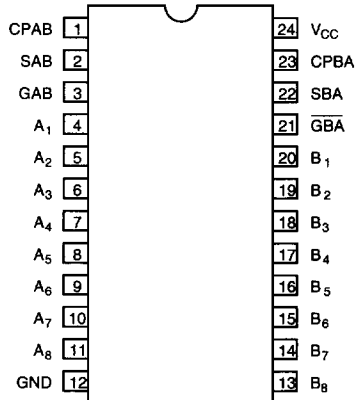 CPAB 1 24 VCC
SAB 2 23 CPBA
GAB 3 22 SBA
A1 4 21 G̅B̅A̅
A2 5 20 B1
A3 6 19 B2
A4 7 18 B3
A5 8 17 B4
A6 9 16 B5
A7 10 15 B6
A8 11 14 B7
GND 12 13 B8